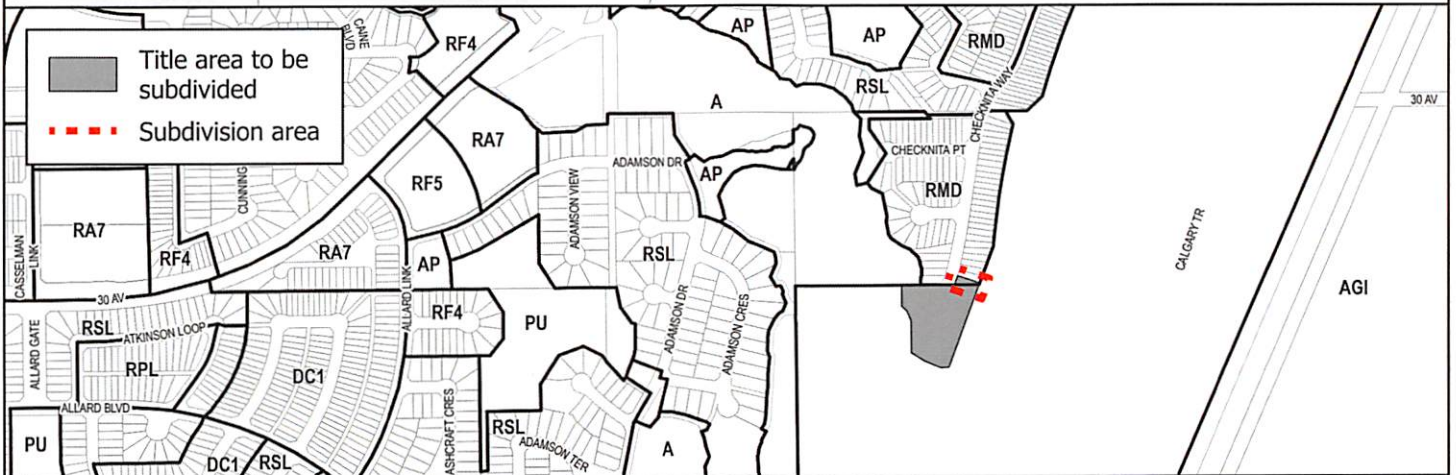 Title area to be
subdivided
Subdivision area
CAINE
BLVD
RF4
AP
AP
RMD
RSL
CHECKNITA WAY
30 AV
A
RA7
CHECKNITA PT
ADAMSON DR
CUNNING
RF5
AP
RMD
ADAMSON VIEW
CASSELMAN
LINK
RA7
RF4
RA7
ALLARD LINK
AP
RSL
CALGARY TR
AGI
30 AV
RF4
ADAMSON DR
ADAMSON CRES
ALLARD GATE
RSL
ATKINSON LOOP
PU
RPL
DC1
ALLARD BLVD
ASHCRAFT CRES
PU
RSL
ADAMSON TER
A
DC1
RSL